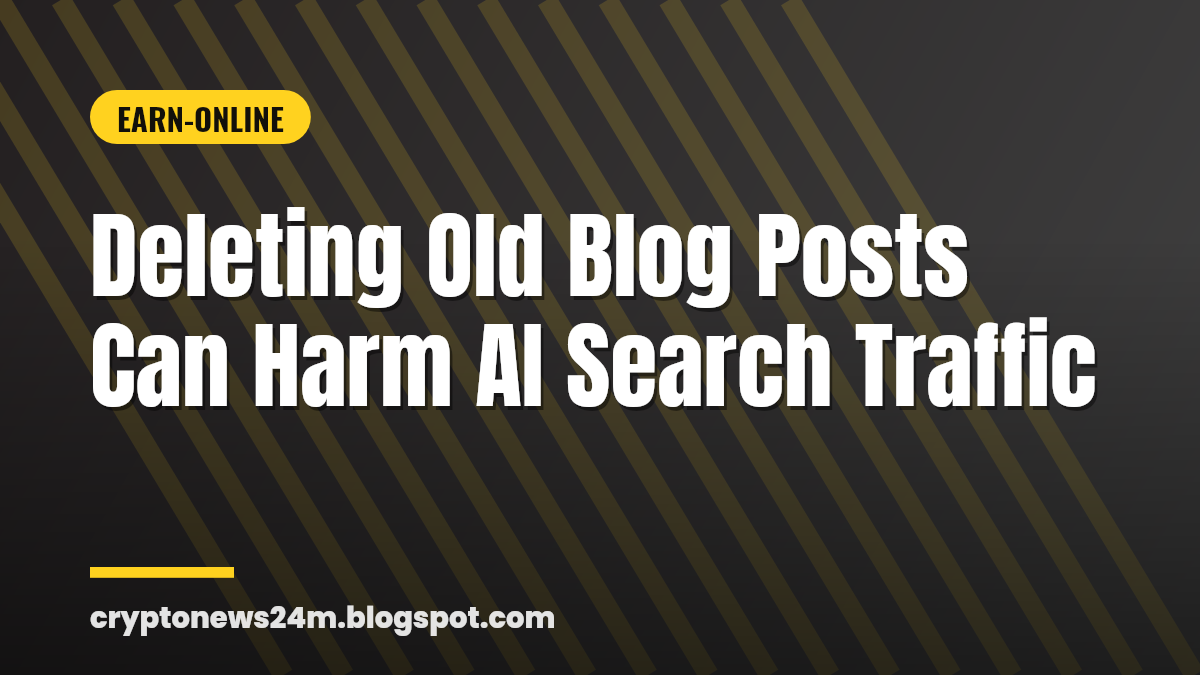 EARN-ONLINE
Deleting Old Blog Posts
Can Harm AI Search Traffic
cryptonews24m.blogspot.com